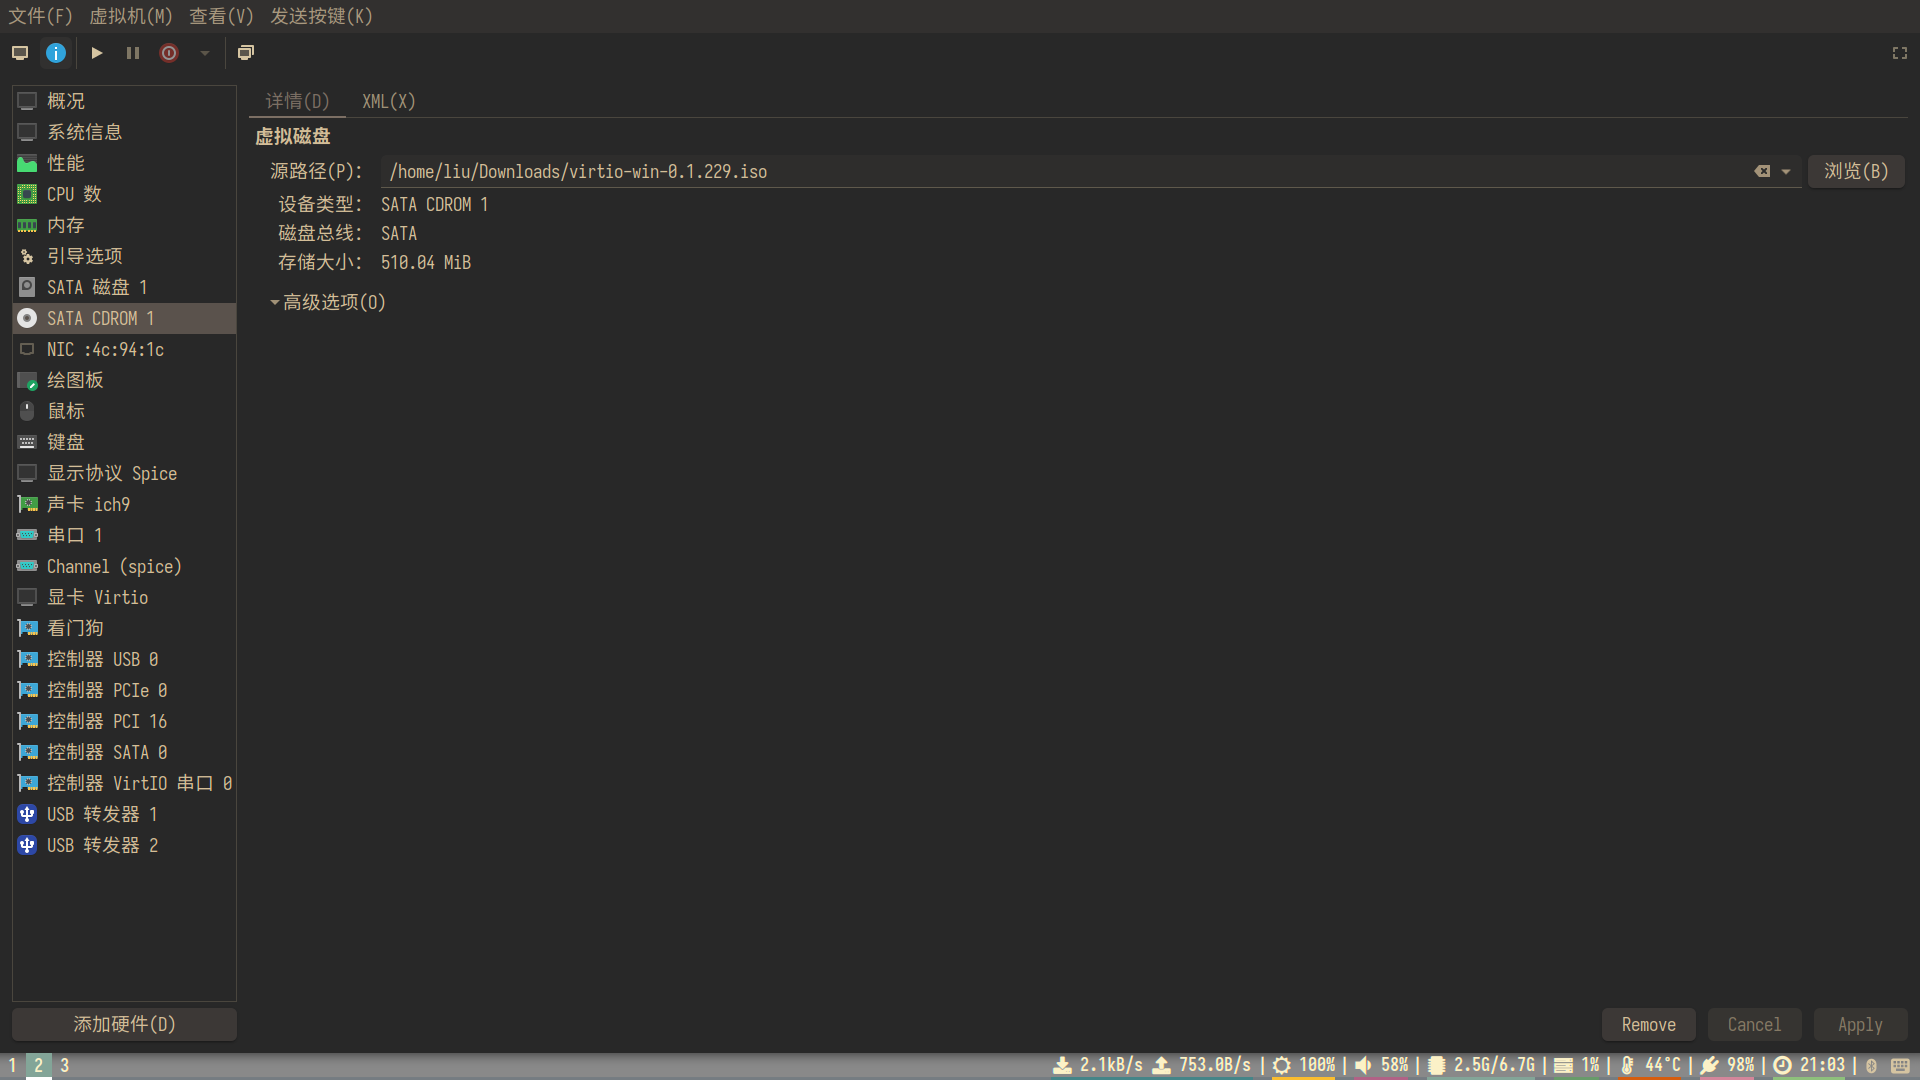 文件(F) 虚拟机(M) 查看(V) 发送按键(K)
概况
系统信息
性能
CPU 数
内存
引导选项
SATA 磁盘 1
SATA CDROM 1
NIC :4c:94:1c
绘图板
鼠标
键盘
显示协议 Spice
声卡 ich9
串口 1
Channel (spice)
显卡 Virtio
看门狗
控制器 USB 0
控制器 PCIe 0
控制器 PCI 16
控制器 SATA 0
控制器 VirtIO 串口 0
USB 转发器 1
USB 转发器 2
添加硬件(D)
详情(D) XML(X)
虚拟磁盘
源路径(P): /home/liu/Downloads/virtio-win-0.1.229.iso 浏览(B)
设备类型: SATA CDROM 1
磁盘总线: SATA
存储大小: 510.04 MiB
高级选项(O)
Remove Cancel Apply
1 2 3 2.1kB/s 753.0B/s | 100% | 58% | 2.5G/6.7G | 1% | 44°C | 98% | 21:03 |